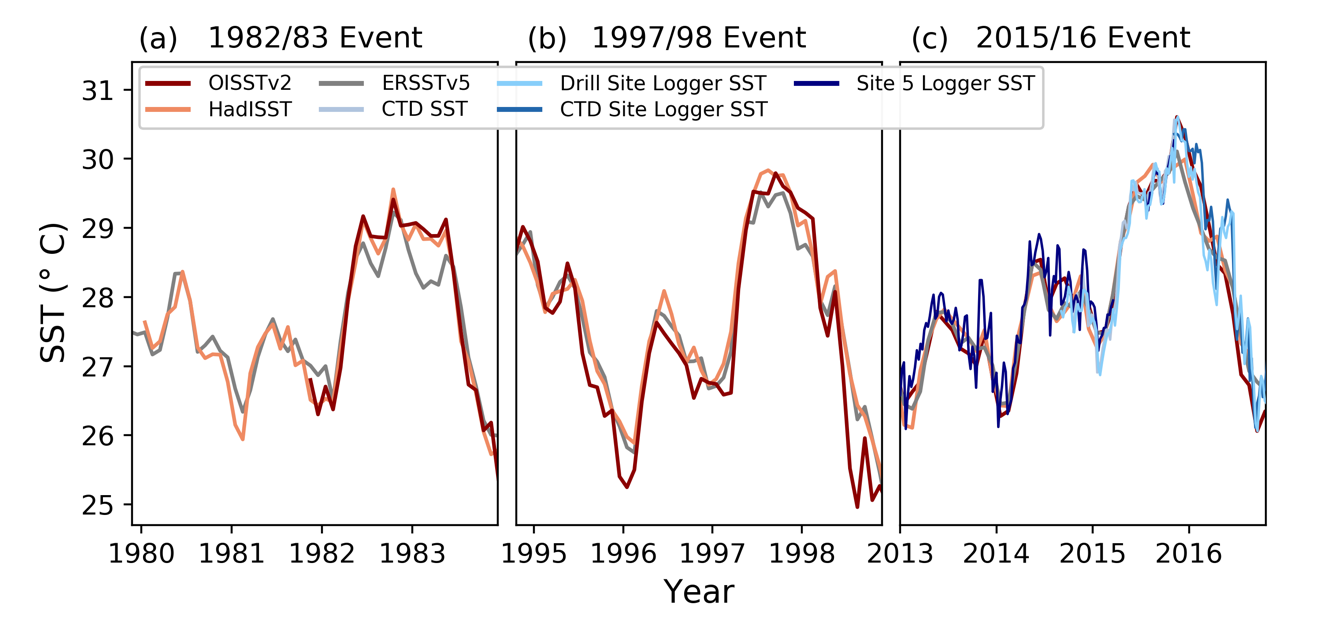 (a) 1982/83 Event
(b) 1997/98 Event
(c) 2015/16 Event
OISSTv2 ERSSTv5 Drill Site Logger SST Site 5 Logger SST
HadISST CTD SST CTD Site Logger SST
31
30
29
28
27
26
25
SST (° C)
1980 1981 1982 1983
1995 1996 1997 1998
2013 2014 2015 2016
Year